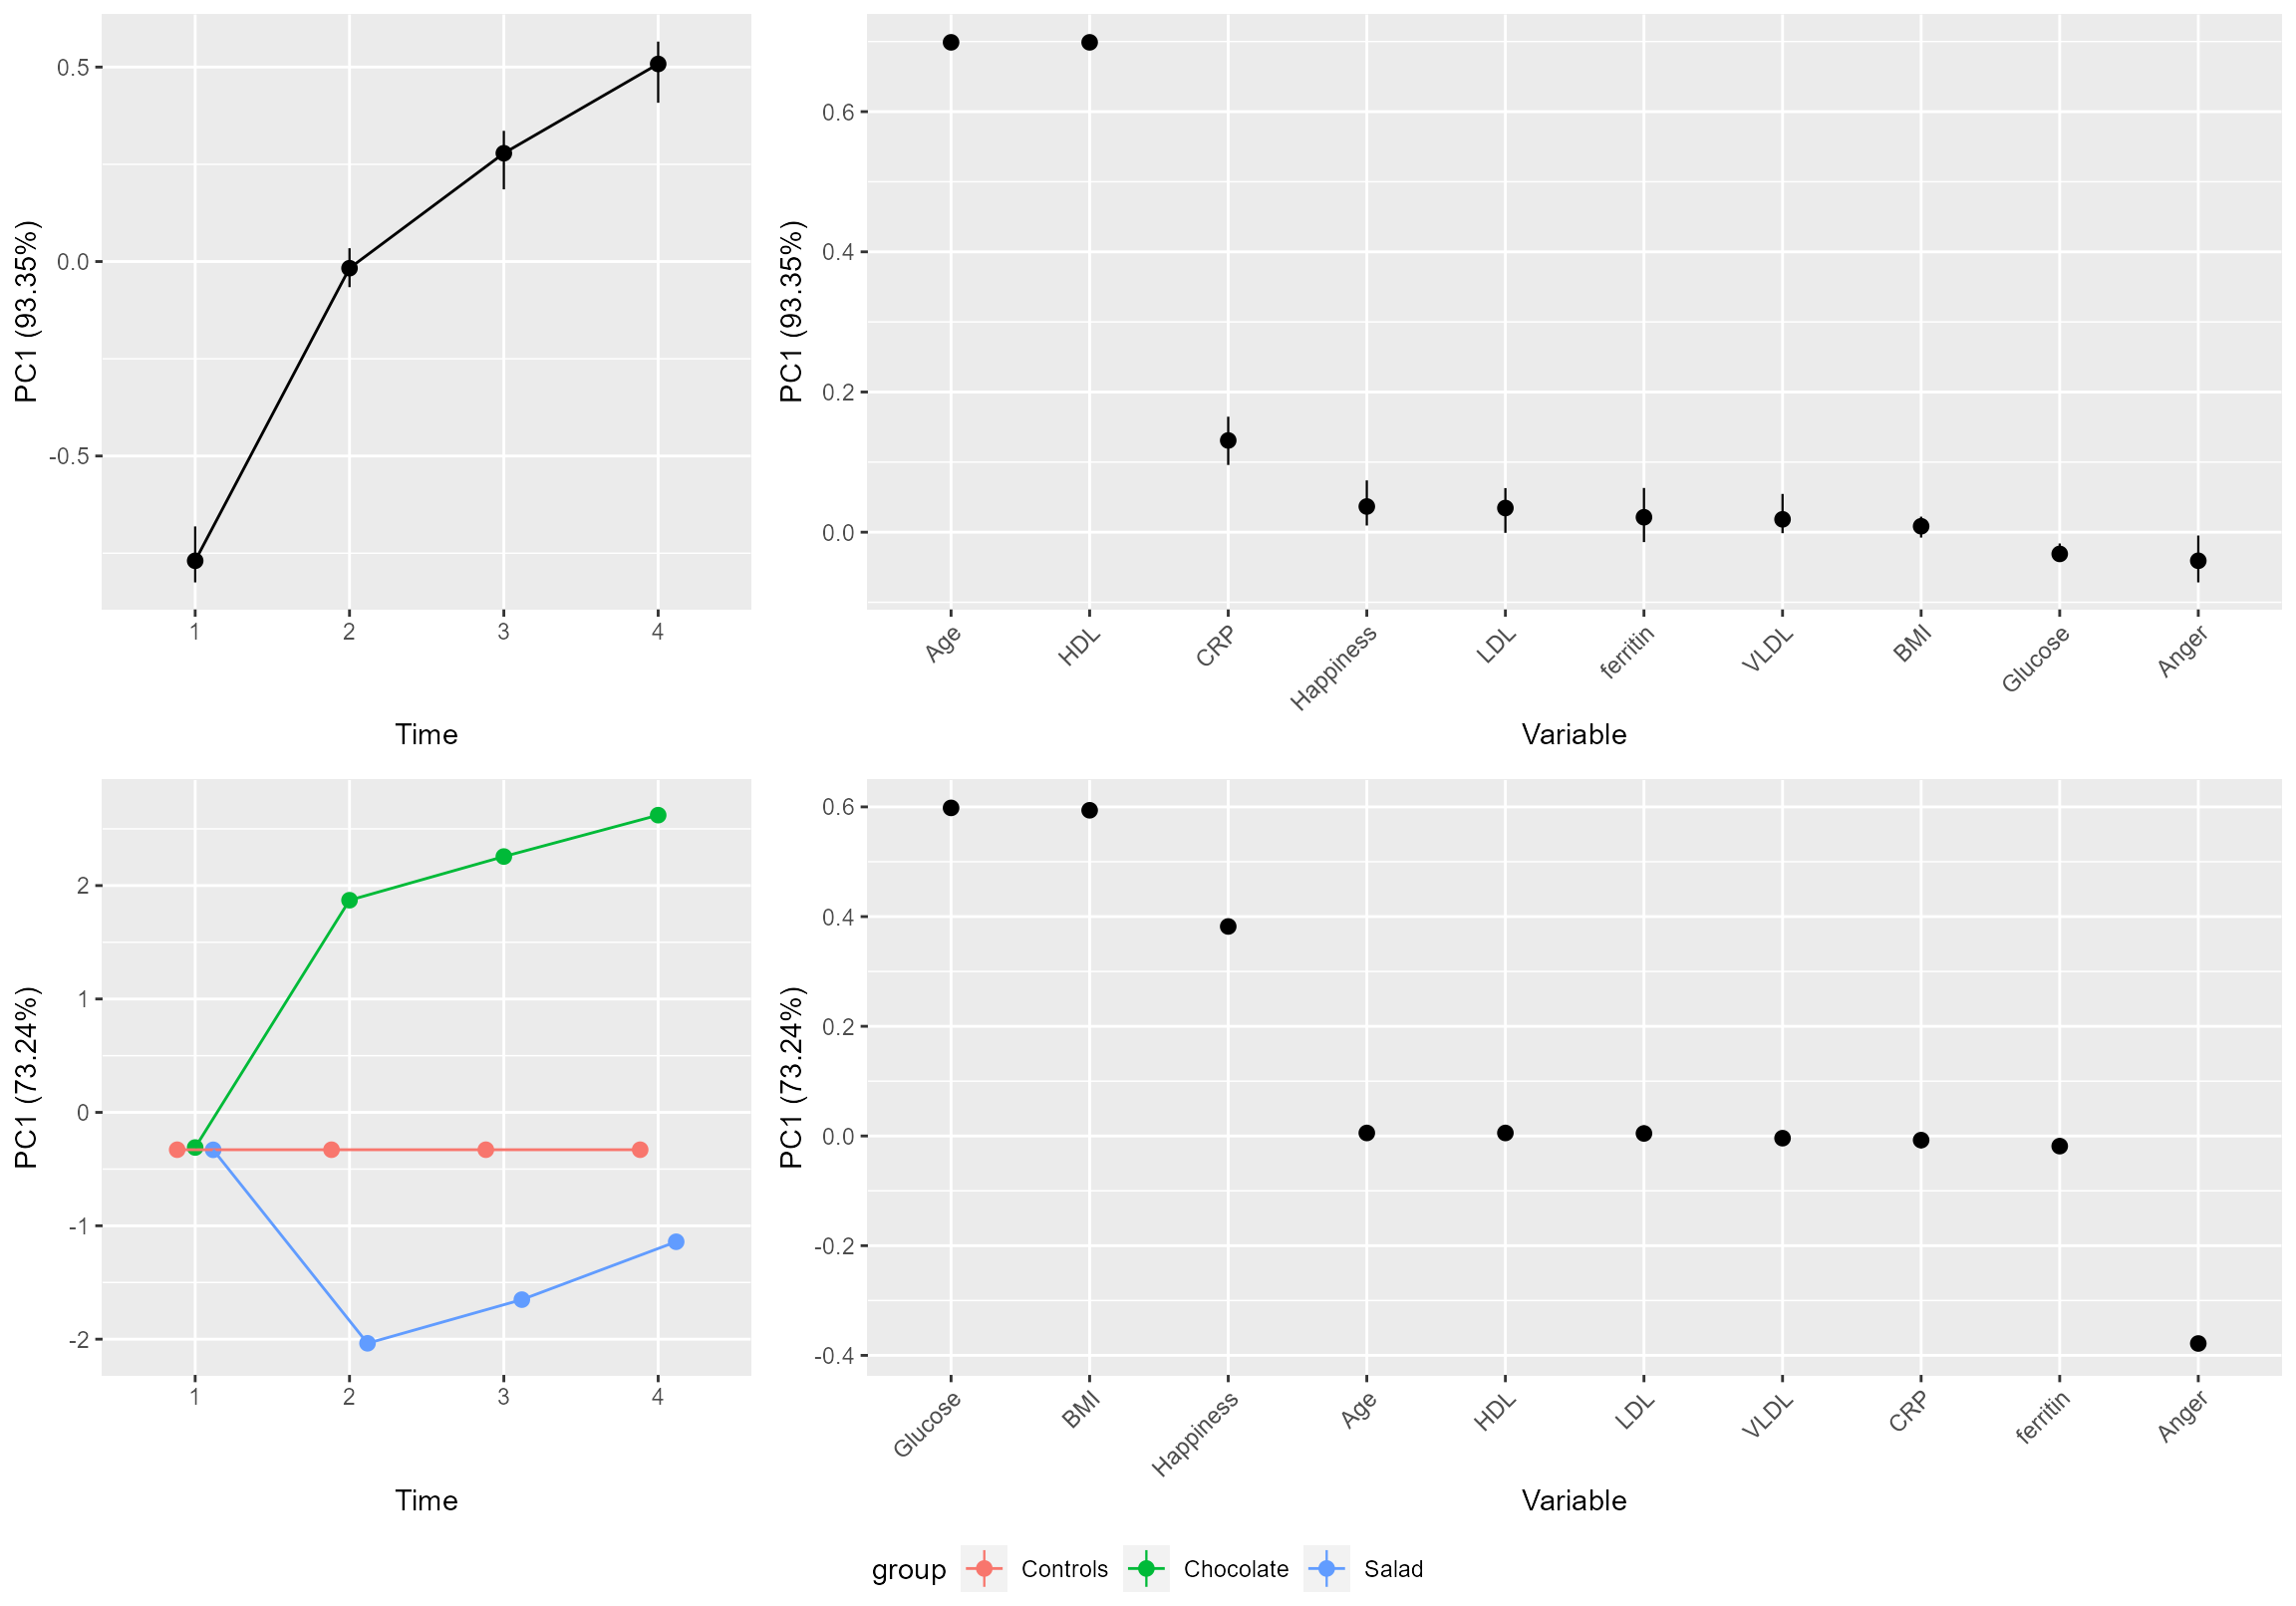 PC1 (93.35%)
0.5
0.0
-0.5
1 2 3 4
Time
PC1 (93.35%)
0.6
0.4
0.2
0.0
Age HDL CRP Happiness LDL ferritin VLDL BMI Glucose Anger
Variable
PC1 (73.24%)
2
1
0
-1
-2
1 2 3 4
Time
PC1 (73.24%)
0.6
0.4
0.2
0.0
-0.2
-0.4
Glucose BMI Happiness Age HDL LDL VLDL CRP ferritin Anger
Variable
group Controls Chocolate Salad